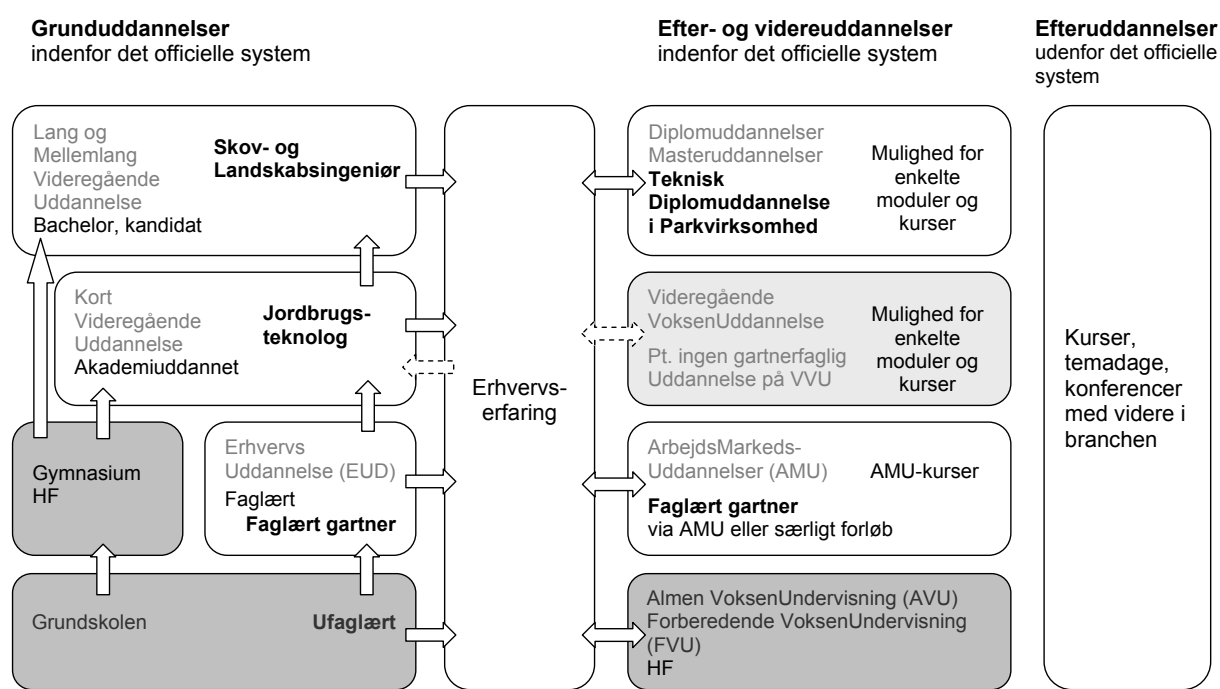 Grunduddannelser
indenfor det officielle system
Efter- og videreuddannelser
indenfor det officielle system
Efteruddannelser
udenfor det officielle
system
Lang og
Mellemlang
Videregående
Uddannelse
Bachelor, kandidat
Skov- og
Landskabsingeniør
Kort
Videregående
Uddannelse
Akademiuddannet
Jordbrugs-
teknolog
Gymnasium
HF
Erhvervs
Uddannelse (EUD)
Faglært
Faglært gartner
Grundskolen
Ufaglært
Erhvervs-
erfaring
Diplomuddannelser
Masteruddannelser
Teknisk
Diplomuddannelse
i Parkvirksomhed
Mulighed for
enkelte
moduler og
kurser
Videregående
VoksenUddannelse
Pt. ingen gartnerfaglig
Uddannelse på VVU
Mulighed for
enkelte
moduler og
kurser
ArbejdsMarkeds-
Uddannelser (AMU)
AMU-kurser
Faglært gartner
via AMU eller særligt forløb
Almen VoksenUndervisning (AVU)
Forberedende VoksenUndervisning
(FVU)
HF
Kurser,
temadage,
konferencer
med videre i
branchen